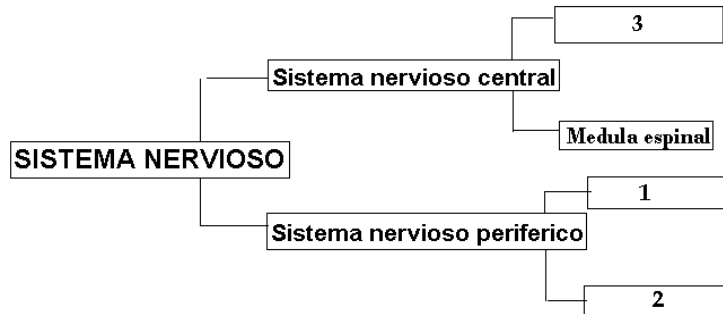 3
Sistema nervioso central
Medula espinal
SISTEMA NERVIOSO
1
Sistema nervioso periferico
2